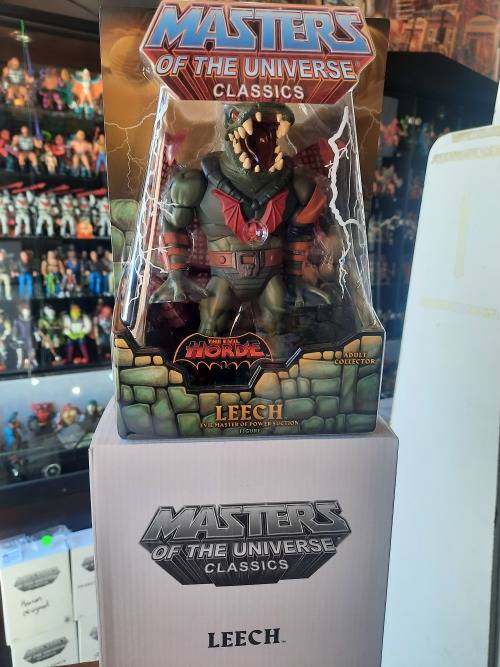 MASTERS
OF THE UNIVERSE
CLASSICS
THE EVIL
HORDE
ADULT
COLLECTOR
LEECH
EVIL MASTER OF POWER SUCTION
FIGURE
MASTERS
OF THE UNIVERSE
CLASSICS
LEECH™